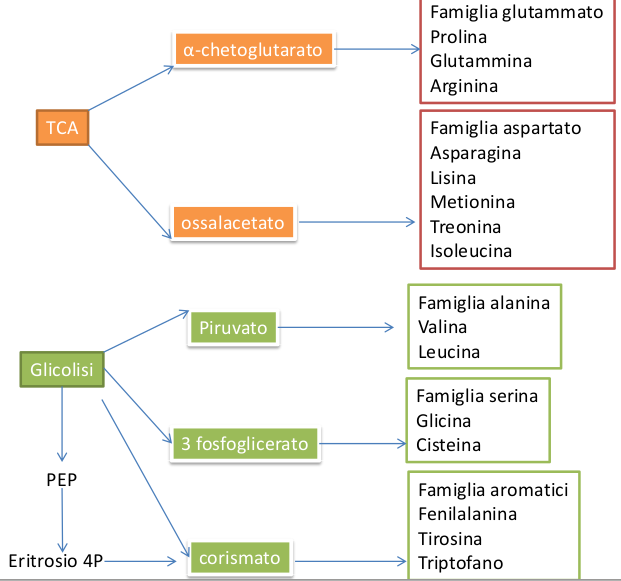 α-chetoglutarato
Famiglia glutammato
Prolina
Glutammina
Arginina
TCA
ossalacetato
Famiglia aspartato
Asparagina
Lisina
Metionina
Treonina
Isoleucina
Glicolisi
Piruvato
Famiglia alanina
Valina
Leucina
3 fosfoglicerato
Famiglia serina
Glicina
Cisteina
PEP
Eritrosio 4P
corismato
Famiglia aromatici
Fenilalanina
Tirosina
Triptofano